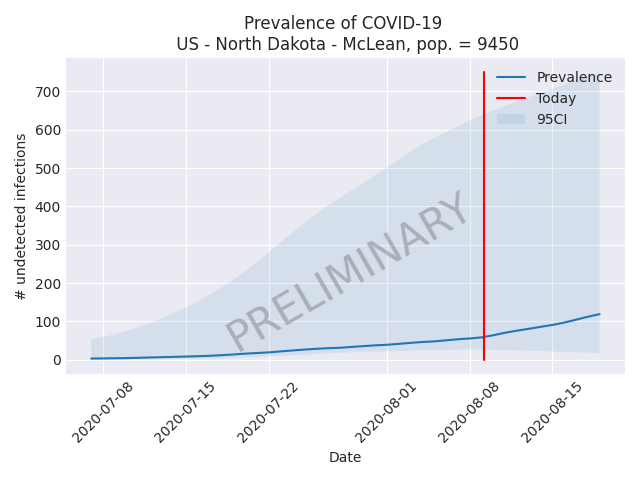 Prevalence of COVID-19
US - North Dakota - McLean, pop. = 9450
Prevalence
Today
95CI
700
600
500
400
300
200
100
0
# undetected infections
PRELIMINARY
2020-07-08
2020-07-15
2020-07-22
2020-08-01
2020-08-08
2020-08-15
Date